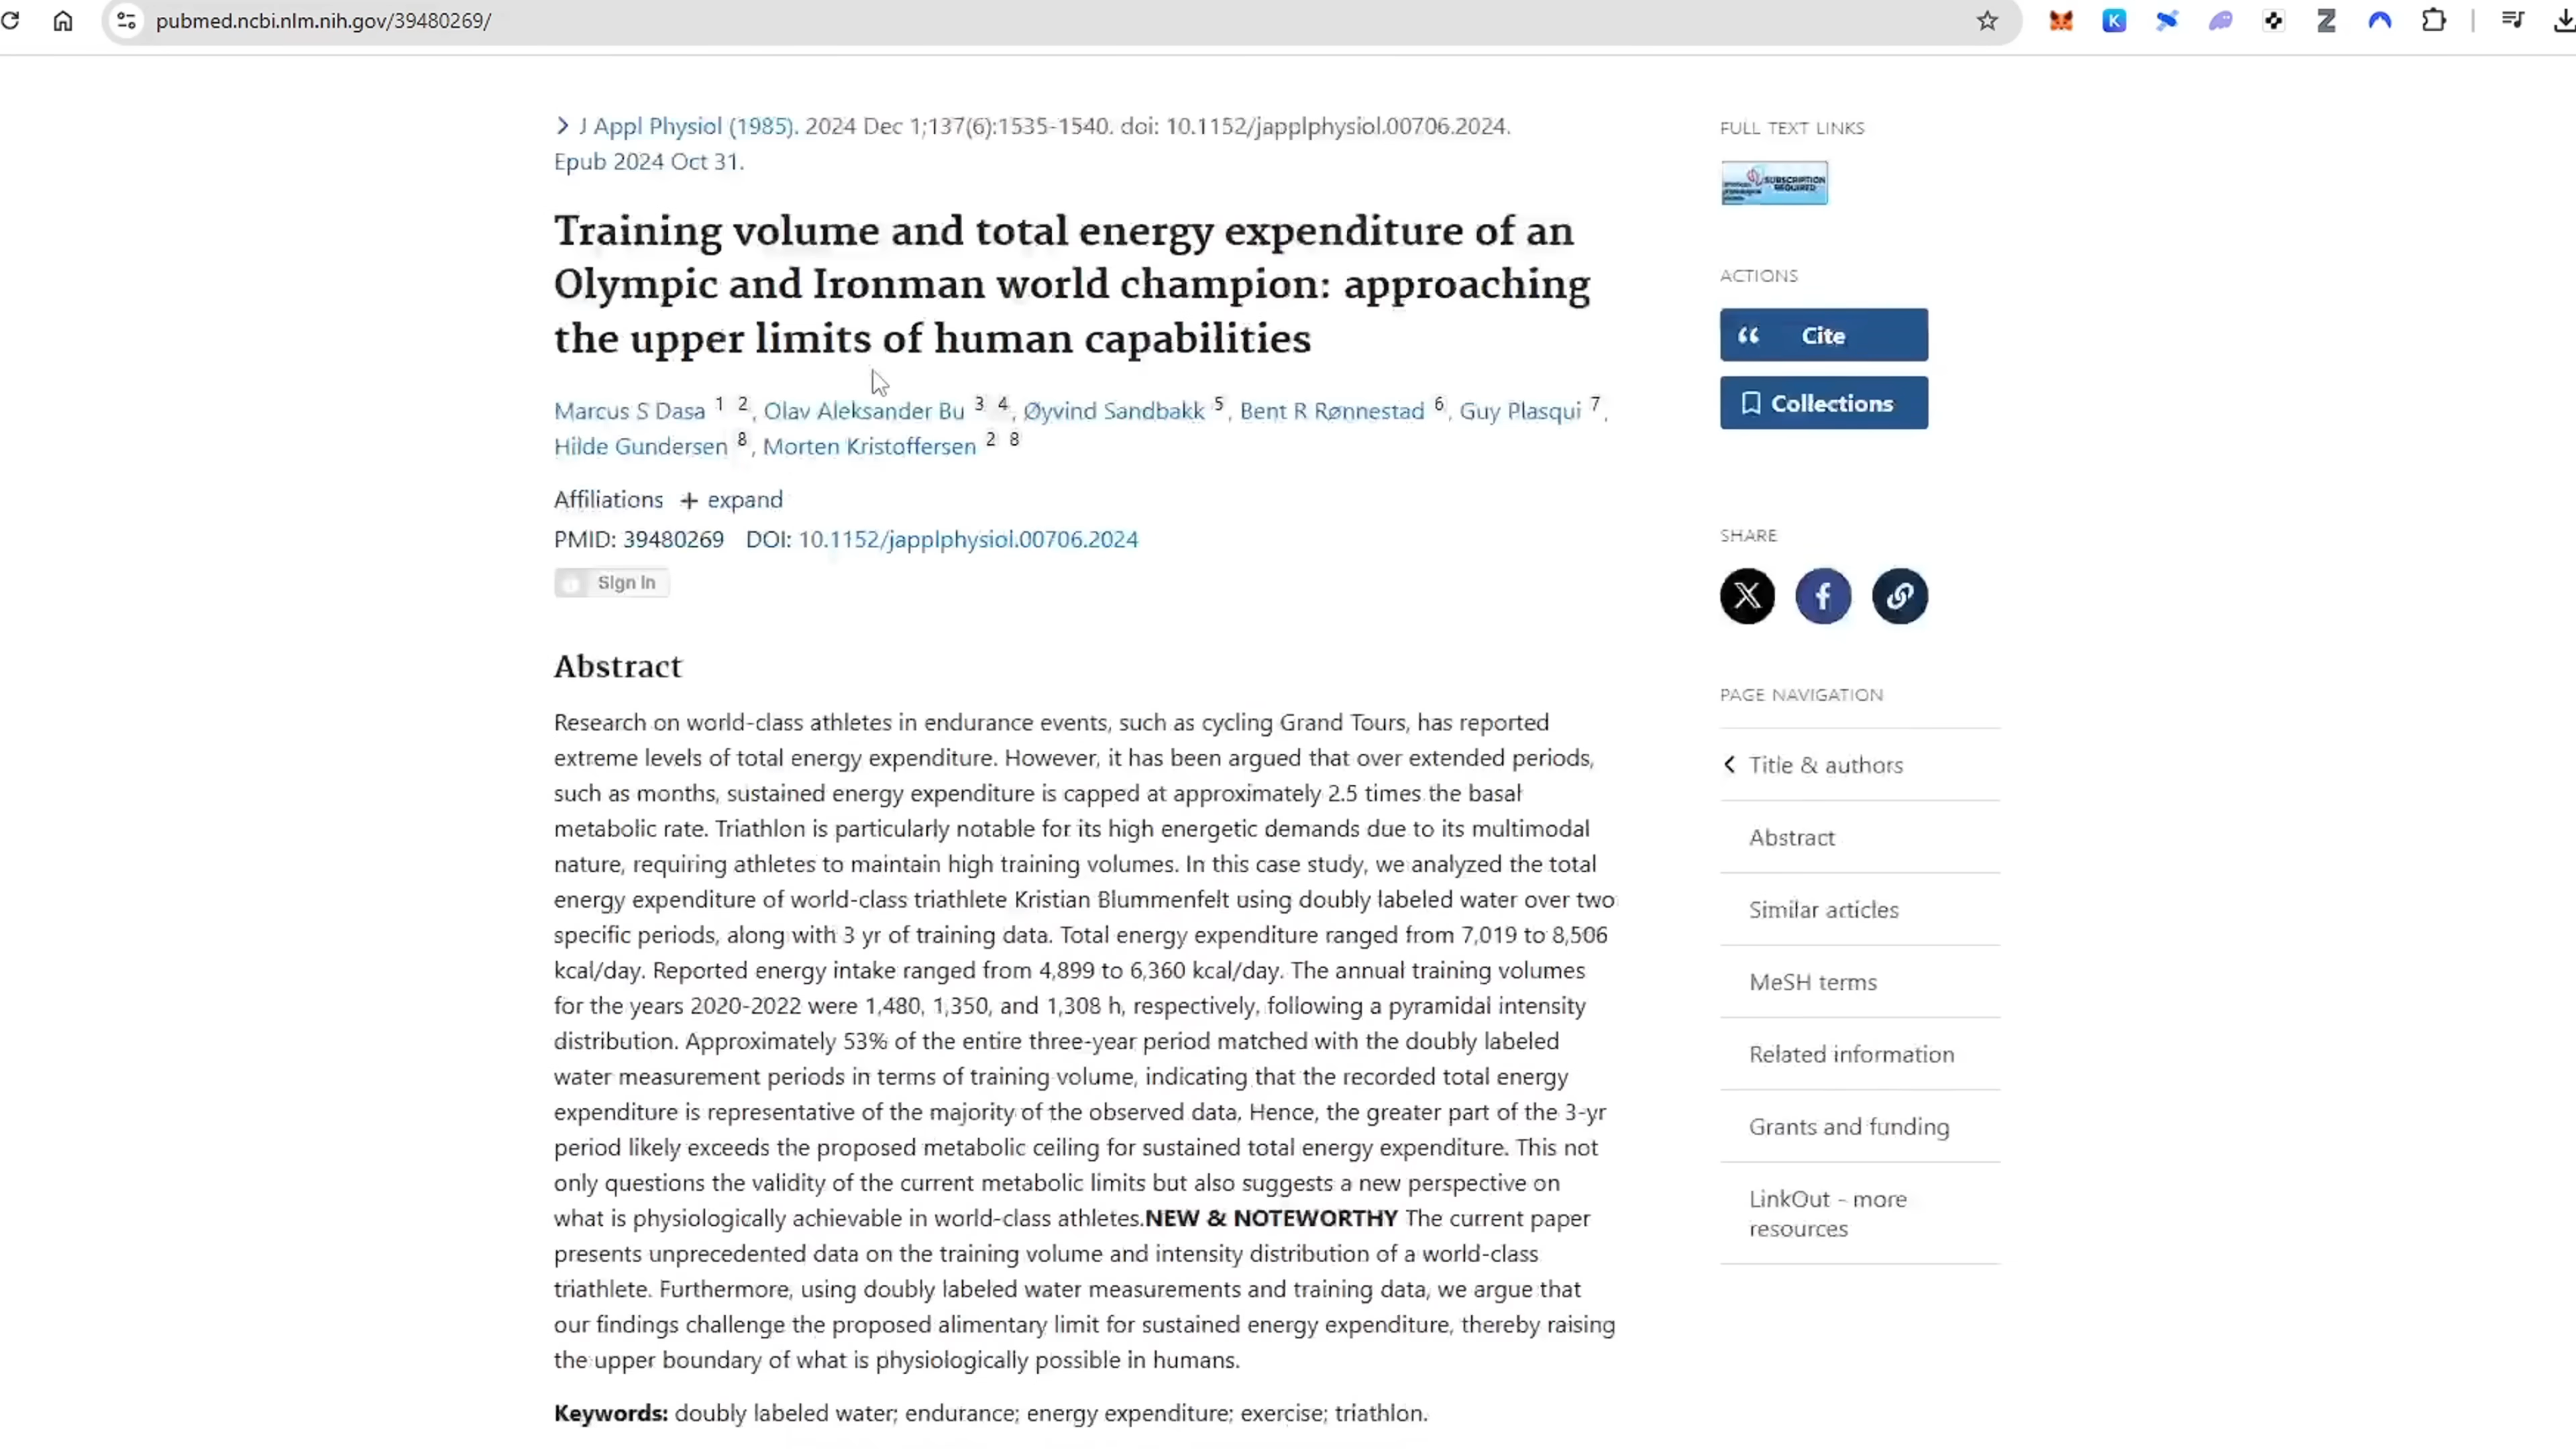 pubmed.ncbi.nlm.nih.gov/39480269/
J Appl Physiol (1985). 2024 Dec 1;137(6):1535-1540. doi: 10.1152/japplphysiol.00706.2024.
Epub 2024 Oct 31.
Training volume and total energy expenditure of an
Olympic and Ironman world champion: approaching
the upper limits of human capabilities
Marcus S Dasa 1 2, Olav Aleksander Bu 3 4, Øyvind Sandbakk 5, Bent R Rønnestad 6, Guy Plasqui 7,
Hilde Gundersen 8, Morten Kristoffersen 2 8
Affiliations + expand
PMID: 39480269 DOI: 10.1152/japplphysiol.00706.2024
Sign in
Abstract
Research on world-class athletes in endurance events, such as cycling Grand Tours, has reported
extreme levels of total energy expenditure. However, it has been argued that over extended periods,
such as months, sustained energy expenditure is capped at approximately 2.5 times the basal
metabolic rate. Triathlon is particularly notable for its high energetic demands due to its multimodal
nature, requiring athletes to maintain high training volumes. In this case study, we analyzed the total
energy expenditure of world-class triathlete Kristian Blummenfelt using doubly labeled water over two
specific periods, along with 3 yr of training data. Total energy expenditure ranged from 7,019 to 8,506
kcal/day. Reported energy intake ranged from 4,899 to 6,360 kcal/day. The annual training volumes
for the years 2020-2022 were 1,480, 1,350, and 1,308 h, respectively, following a pyramidal intensity
distribution. Approximately 53% of the entire three-year period matched with the doubly labeled
water measurement periods in terms of training volume, indicating that the recorded total energy
expenditure is representative of the majority of the observed data. Hence, the greater part of the 3-yr
period likely exceeds the proposed metabolic ceiling for sustained total energy expenditure. This not
only questions the validity of the current metabolic limits but also suggests a new perspective on
what is physiologically achievable in world-class athletes.NEW & NOTEWORTHY The current paper
presents unprecedented data on the training volume and intensity distribution of a world-class
triathlete. Furthermore, using doubly labeled water measurements and training data, we argue that
our findings challenge the proposed alimentary limit for sustained energy expenditure, thereby raising
the upper boundary of what is physiologically possible in humans.
Keywords: doubly labeled water; endurance; energy expenditure; exercise; triathlon.
FULL TEXT LINKS
SUBSCRIPTION
REQUIRED
ACTIONS
Cite
Collections
SHARE
PAGE NAVIGATION
Title & authors
Abstract
Similar articles
MeSH terms
Related information
Grants and funding
LinkOut - more
resources